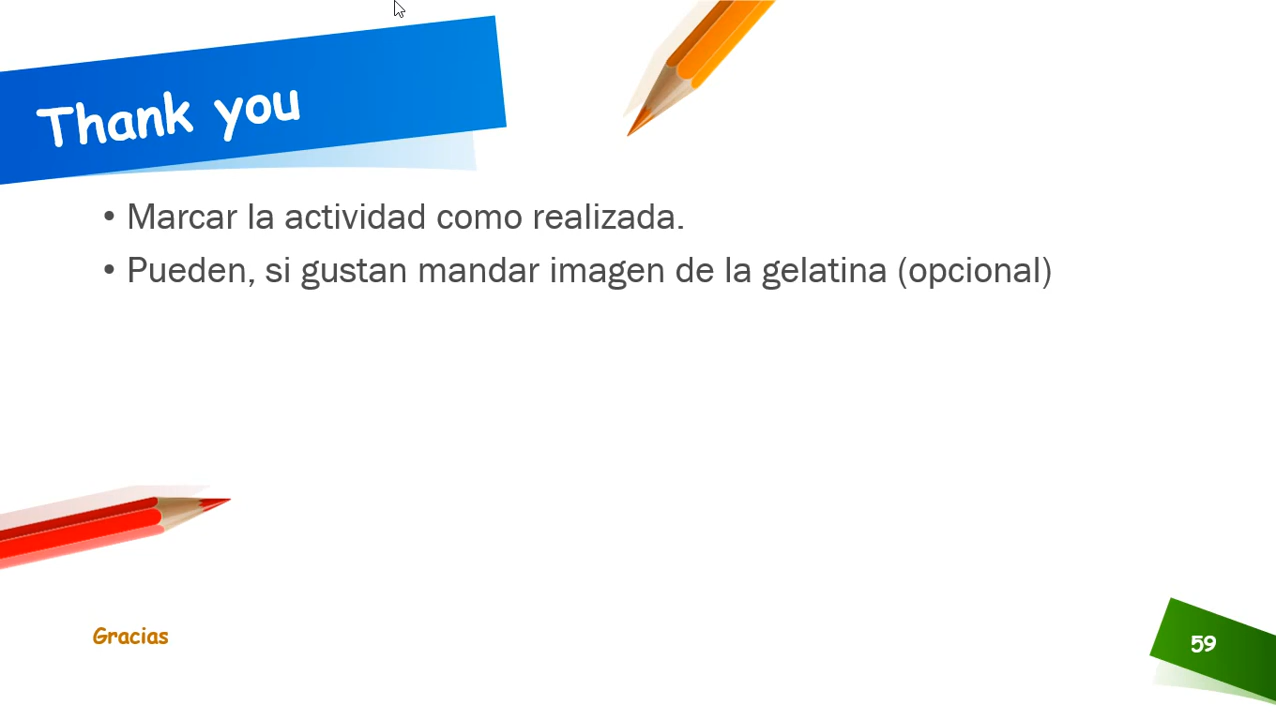 Thank you
• Marcar la actividad como realizada.
• Pueden, si gustan mandar imagen de la gelatina (opcional)
Gracias
59